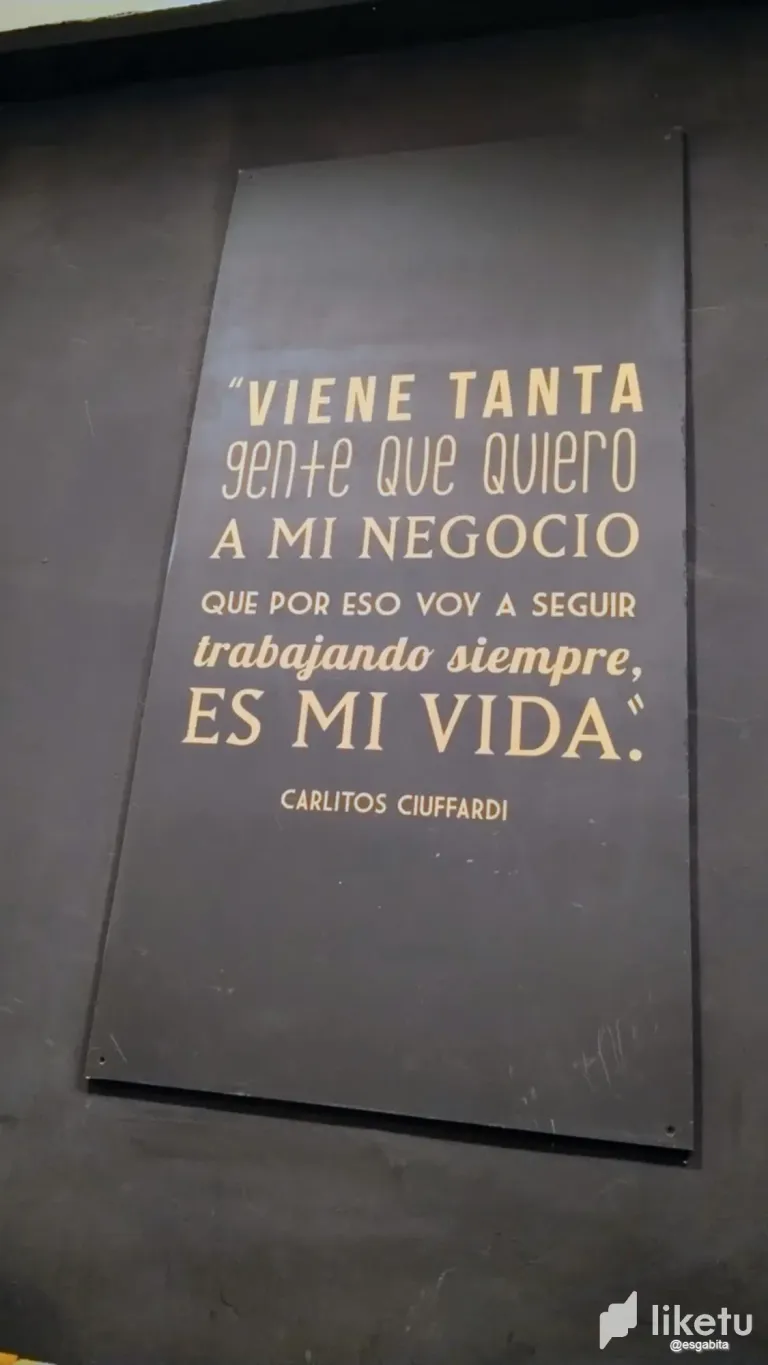 “VIENE TANTA
gente QUE QUIERO
A MI NEGOCIO
QUE POR ESO VOY A SEGUIR
trabajando siempre,
ES MI VIDA.”
CARLITOS CIUFFARDI
liketu
@esgabita